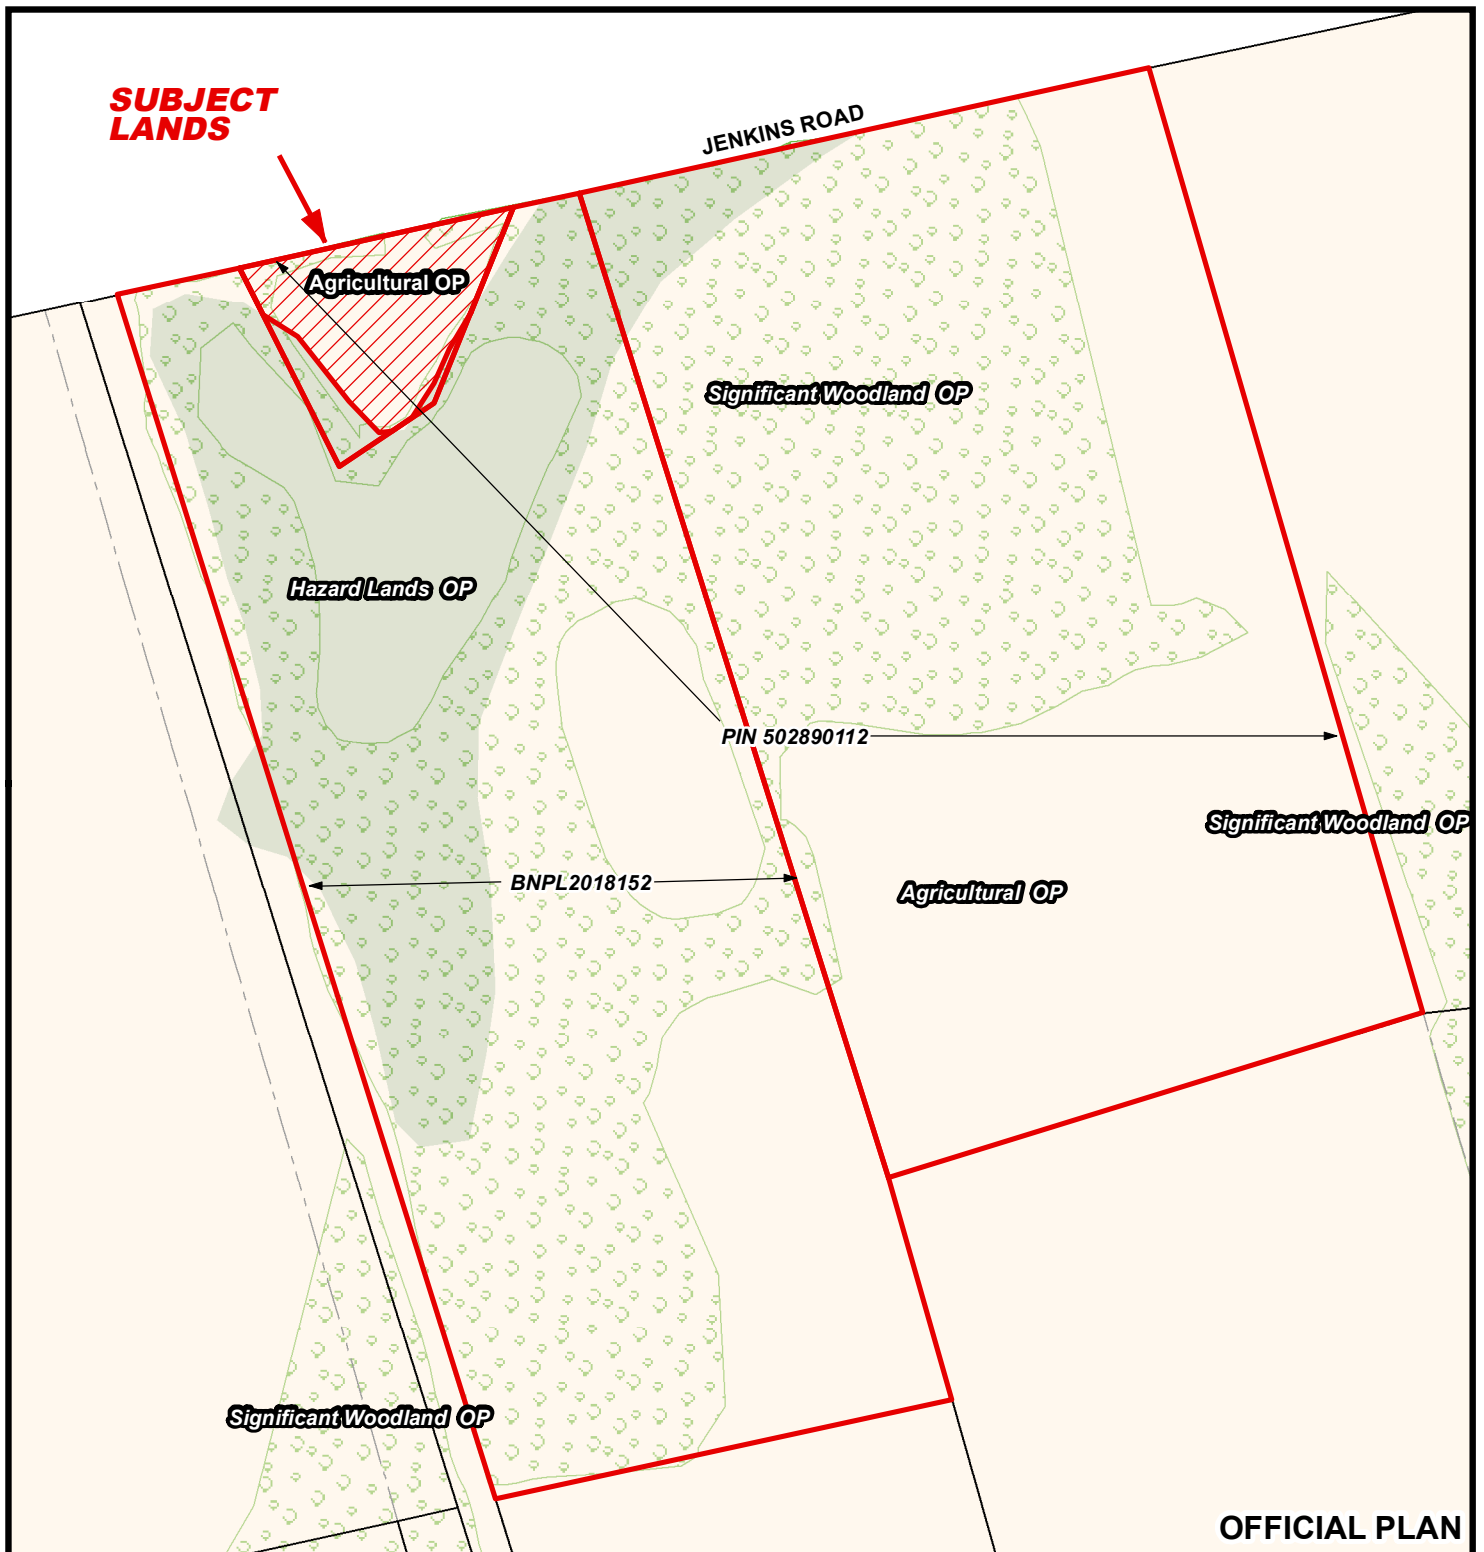 SUBJECT
LANDS
JENKINS ROAD
Agricultural OP
Significant Woodland OP
Hazard Lands OP
PIN 502890112
Significant Woodland OP
BNPL2018152
Agricultural OP
Significant Woodland OP
OFFICIAL PLAN